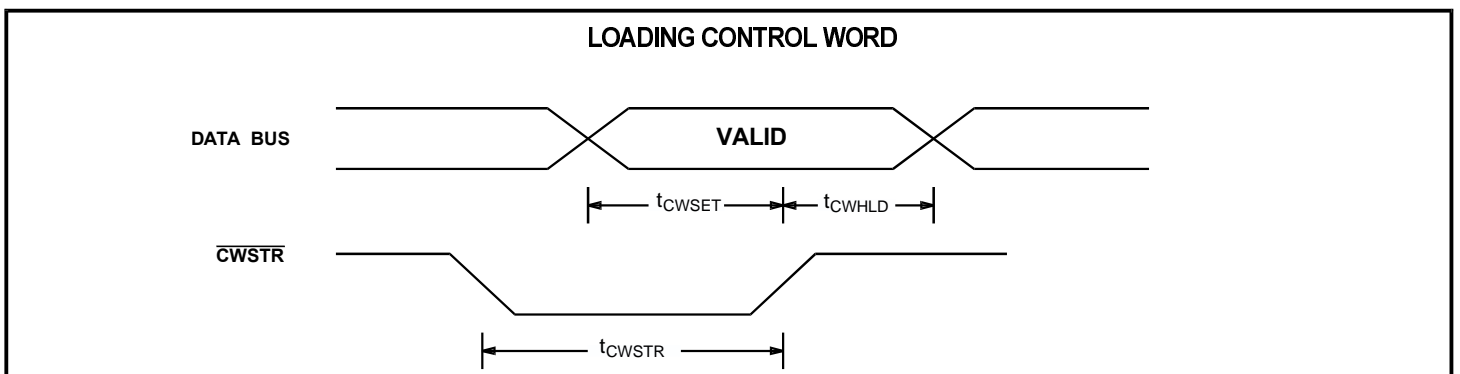 LOADING CONTROL WORD
DATA BUS
VALID
tCWSET
tCWHLD
CWSTR
tCWSTR